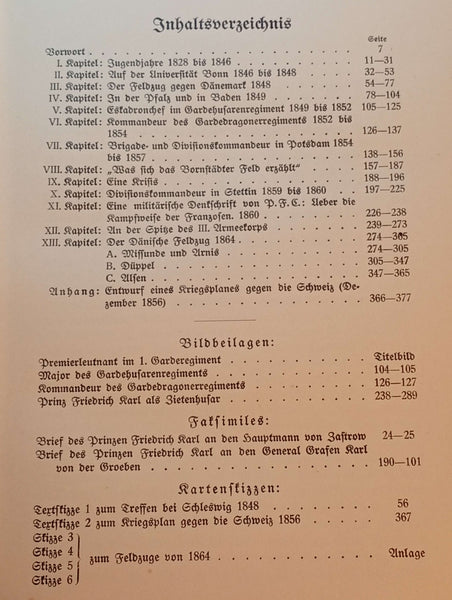 Inhaltsverzeichnis
Seite
Vorwort . . . . . . . . . . . . . . . . . . 7
I. Kapitel: Jugendjahre 1828 bis 1846 . . . . . . . . 11—31
II. Kapitel: Auf der Universität Bonn 1846 bis 1848 . . . . 32—53
III. Kapitel: Der Feldzug gegen Dänemark 1848 . . . . . 54—77
IV. Kapitel: In der Pfalz und in Baden 1849 . . . . . . 78—104
V. Kapitel: Eskadronchef im Gardehusarenregiment 1849 bis 1852 105—125
VI. Kapitel: Kommandeur des Gardedragonerregiments 1852 bis
1854 . . . . . . . . . . . . . . . . 126—137
VII. Kapitel: Brigade- und Divisionskommandeur in Potsdam 1854
bis 1857 . . . . . . . . . . . . . . . 138—156
VIII. Kapitel: „Was sich das Bornstädter Feld erzählt“ . . . . . 157—187
IX. Kapitel: Eine Krisis . . . . . . . . . . . . . 188—196
X. Kapitel: Divisionskommandeur in Stettin 1859 bis 1860 . . . 197—225
XI. Kapitel: Eine militärische Denkschrift von P.F.C.: Ueber die
Kampfweise der Franzosen. 1860 . . . . . . . . 226—238
XII. Kapitel: An der Spitze des III. Armeekorps . . . . . . 239—273
XIII. Kapitel: Der Dänische Feldzug 1864 . . . . . . . . 274—365
A. Missunde und Arnis . . . . . . . . . . 274—305
B. Düppel . . . . . . . . . . . . . . 305—347
C. Alsen . . . . . . . . . . . . . . . 347—365
Anhang: Entwurf eines Kriegsplanes gegen die Schweiz (De-
zember 1856) . . . . . . . . . . . . . . 366—377
Bildbeilagen:
Premierleutnant im 1. Garderegiment . . . . . . . . . Titelbild
Major des Gardehusarenregiments . . . . . . . . . . 104—105
Kommandeur des Gardedragonerregiments . . . . . . . . 126—127
Prinz Friedrich Karl als Zietenhusar . . . . . . . . . 238—289
Faksimiles:
Brief des Prinzen Friedrich Karl an den Hauptmann von Zastrow 24—25
Brief des Prinzen Friedrich Karl an den General Grafen Karl
von der Groeben . . . . . . . . . . . . . . 190—101
Kartenskizzen:
Textskizze 1 zum Treffen bei Schleswig 1848 . . . . . . . 56
Textskizze 2 zum Kriegsplan gegen die Schweiz 1856 . . . . . 367
Skizze 3
Skizze 4
zum Feldzuge von 1864 . . . . . . . . . . Anlage
Skizze 5
Skizze 6